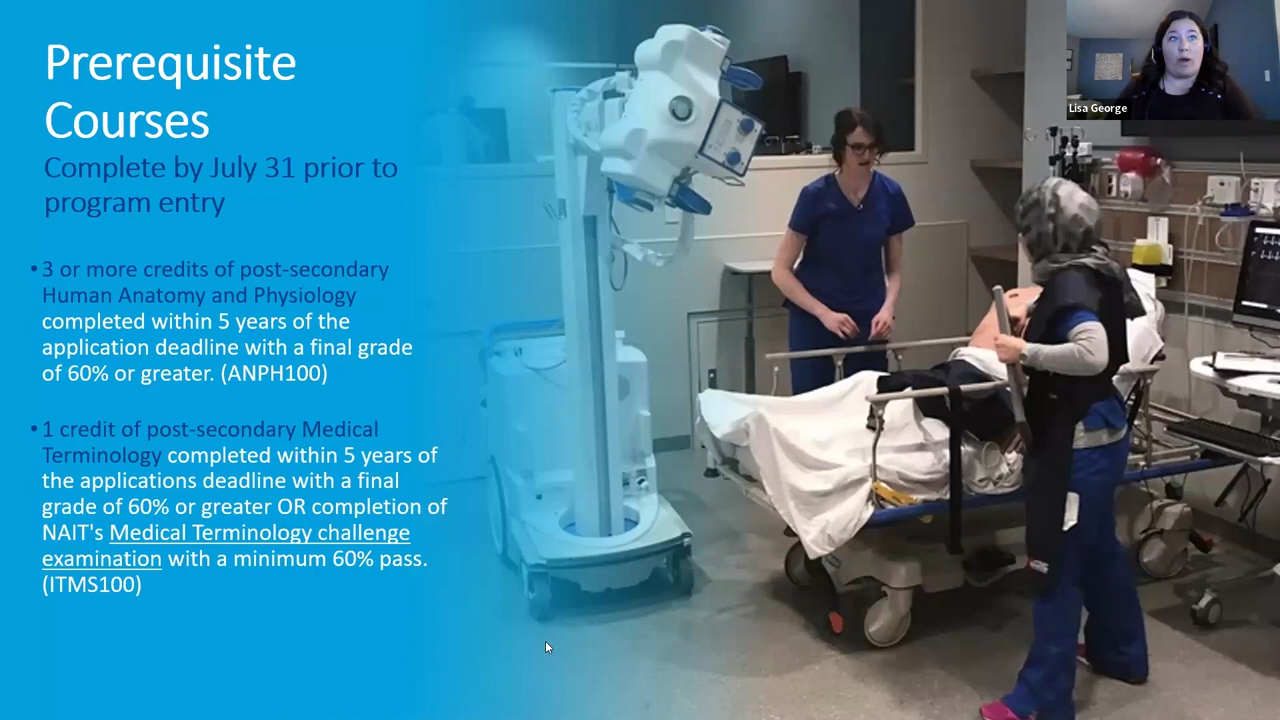 Prerequisite
Courses
Complete by July 31 prior to
program entry
• 3 or more credits of post-secondary
Human Anatomy and Physiology
completed within 5 years of the
application deadline with a final grade
of 60% or greater. (ANPH100)
• 1 credit of post-secondary Medical
Terminology completed within 5 years of
the applications deadline with a final
grade of 60% or greater OR completion of
NAIT's Medical Terminology challenge
examination with a minimum 60% pass.
(ITMS100)
Lisa George